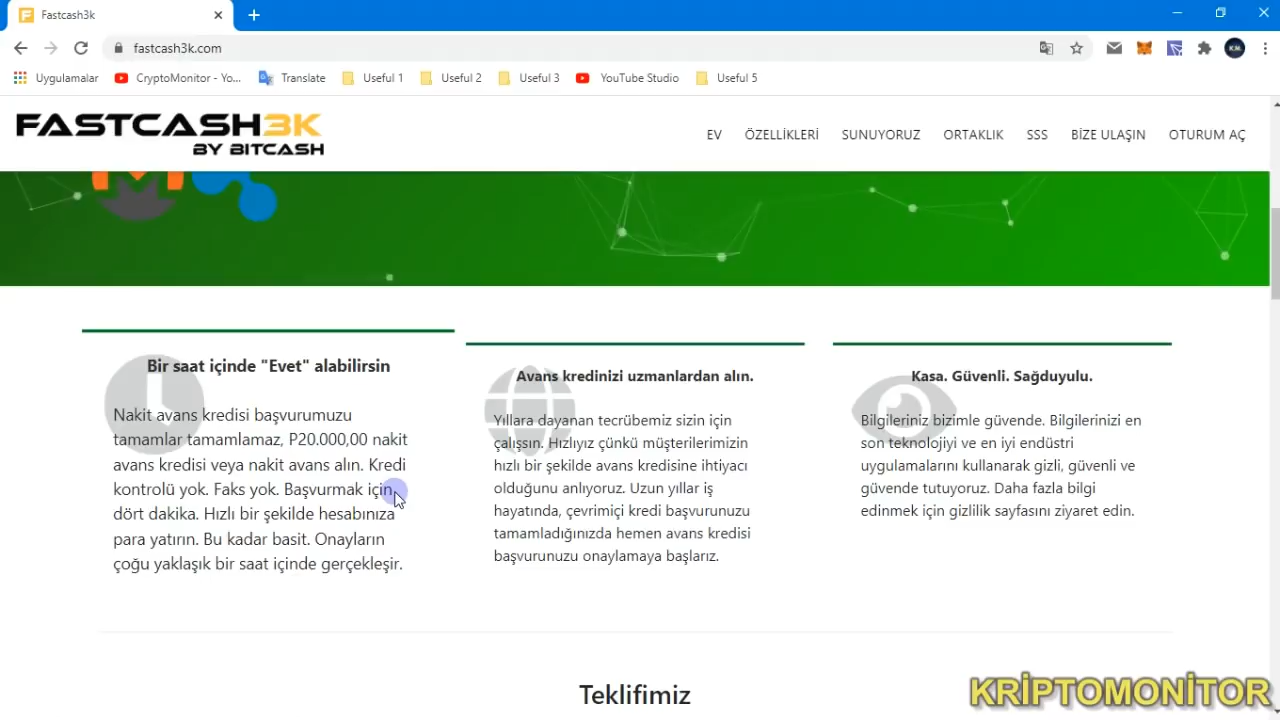 Fastcash3k
fastcash3k.com
Uygulamalar
CryptoMonitor - Yo...
Translate
Useful 1
Useful 2
Useful 3
YouTube Studio
Useful 5
KM
FASTCASH3K
BY BITCASH
EV
ÖZELLİKLERİ
SUNUYORUZ
ORTAKLIK
SSS
BİZE ULAŞIN
OTURUM AÇ
Bir saat içinde "Evet" alabilirsin
Nakit avans kredisi başvurumuzu
tamamlar tamamlamaz, P20.000,00 nakit
avans kredisi veya nakit avans alın. Kredi
kontrolü yok. Faks yok. Başvurmak için
dört dakika. Hızlı bir şekilde hesabınıza
para yatırın. Bu kadar basit. Onayların
çoğu yaklaşık bir saat içinde gerçekleşir.
Avans kredinizi uzmanlardan alın.
Yıllara dayanan tecrübemiz sizin için
çalışsın. Hızlıyız çünkü müşterilerimizin
hızlı bir şekilde avans kredisine ihtiyacı
olduğunu anlıyoruz. Uzun yıllar iş
hayatında, çevrimiçi kredi başvurunuzu
tamamladığınızda hemen avans kredisi
başvurunuzu onaylamaya başlarız.
Kasa. Güvenli. Sağduyulu.
Bilgileriniz bizimle güvende. Bilgilerinizi en
son teknolojiyi ve en iyi endüstri
uygulamalarını kullanarak gizli, güvenli ve
güvende tutuyoruz. Daha fazla bilgi
edinmek için gizlilik sayfasını ziyaret edin.
Teklifimiz
KRİPTOMONİTOR